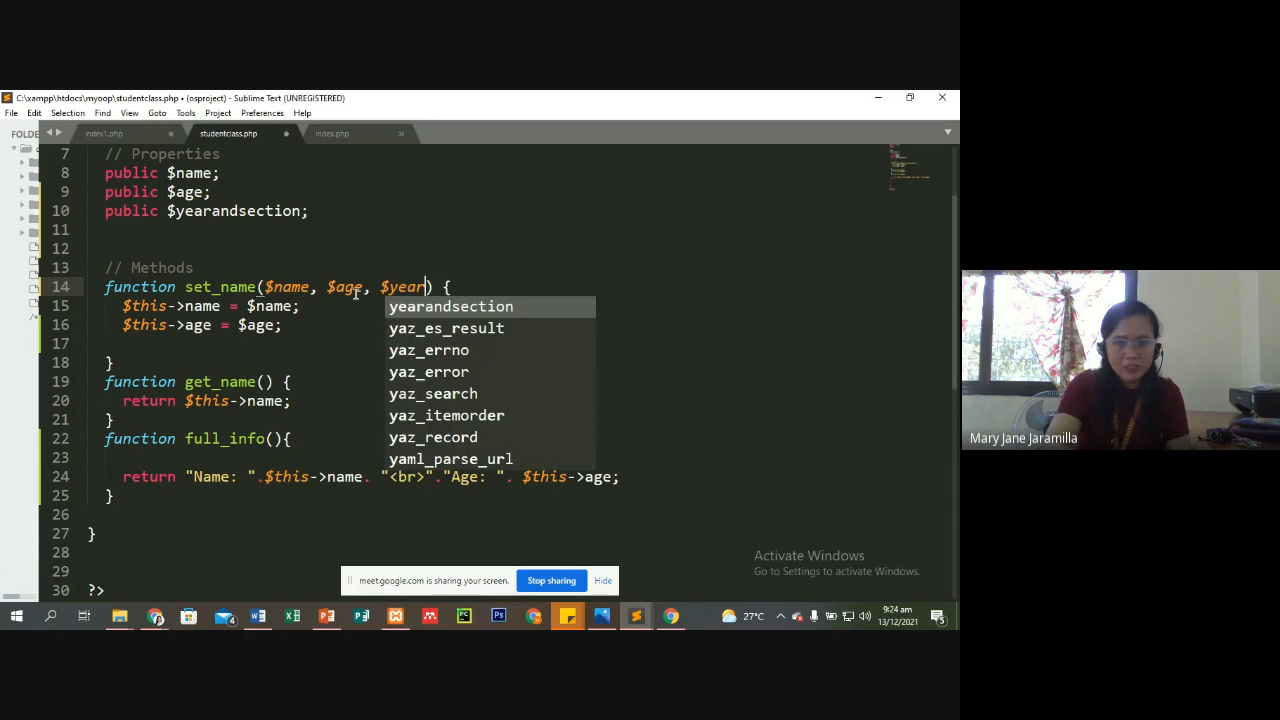 C:\xampp\htdocs\myoop\studentclass.php • (osproject) - Sublime Text (UNREGISTERED)
File Edit Selection Find View Goto Tools Project Preferences Help
FOLDE
index1.php
studentclass.php
index.php
7 // Properties
8 public $name;
9 public $age;
10 public $yearandsection;
11
12
13 // Methods
14 function set_name($name, $age, $year) {
15 $this->name = $name;
16 $this->age = $age;
17
18 }
19 function get_name() {
20 return $this->name;
21 }
22 function full_info(){
23
24 return "Name: ".$this->name. "<br>"."Age: ". $this->age;
25 }
26
27 }
28
29
30 ?>
yearandsection
yaz_es_result
yaz_errno
yaz_error
yaz_search
yaz_itemorder
yaz_record
yaml_parse_url
Activate Windows
Go to Settings to activate Windows.
meet.google.com is sharing your screen.
Stop sharing
Hide
27°C
9:24 am
13/12/2021
Mary Jane Jaramilla